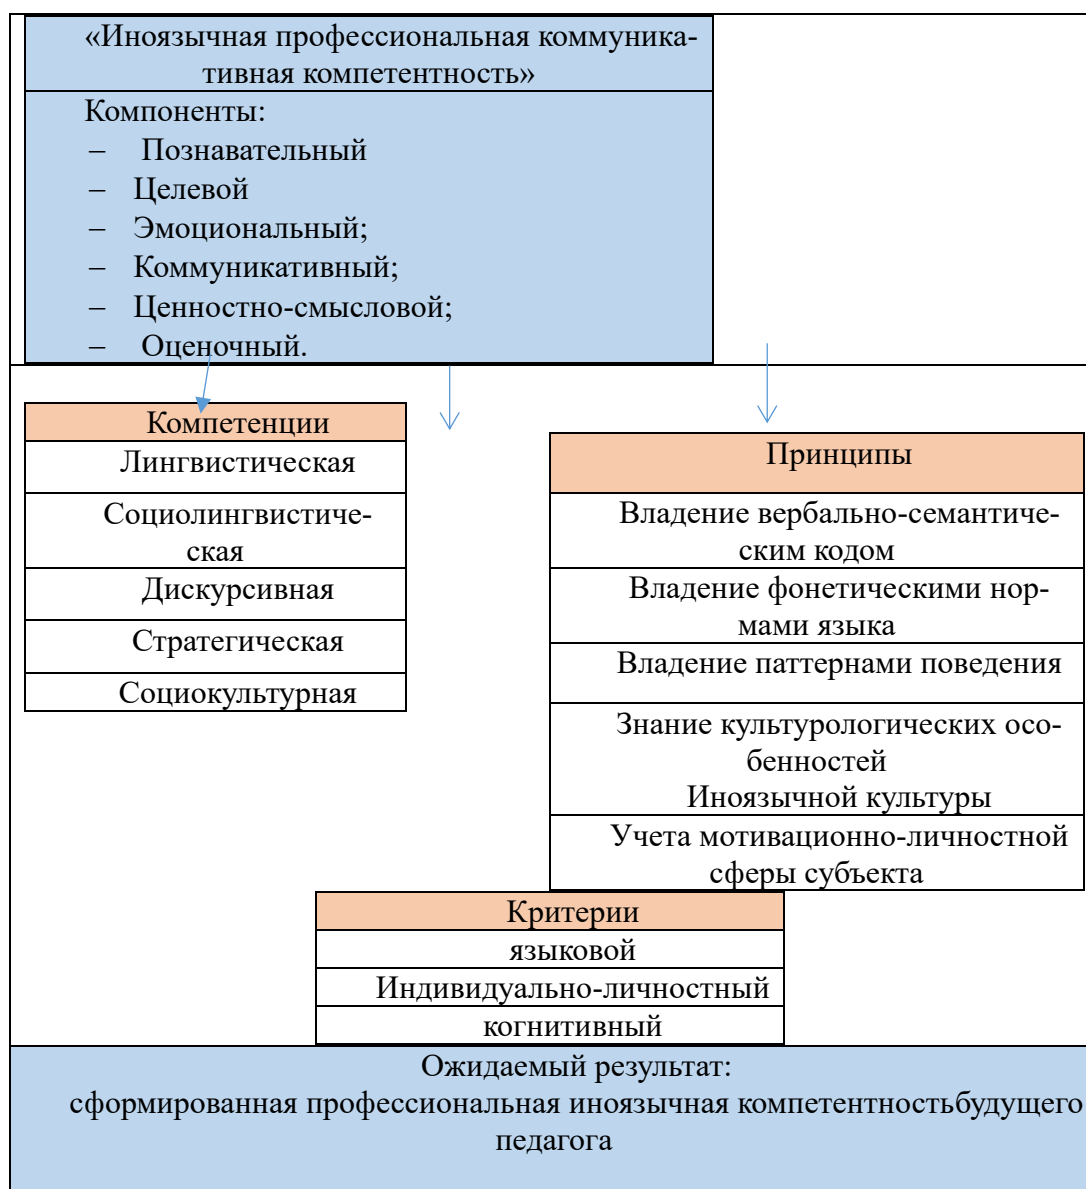 «Иноязычная профессиональная коммуника-
тивная компетентность»
Компоненты:
– Познавательный
– Целевой
– Эмоциональный;
– Коммуникативный;
– Ценностно-смысловой;
– Оценочный.
Компетенции
Лингвистическая
Социолингвистиче-
ская
Дискурсивная
Стратегическая
Социокультурная
Принципы
Владение вербально-семантиче-
ским кодом
Владение фонетическими нор-
мами языка
Владение паттернами поведения
Знание культурологических осо-
бенностей
Иноязычной культуры
Учета мотивационно-личностной
сферы субъекта
Критерии
языковой
Индивидуально-личностный
когнитивный
Ожидаемый результат:
сформированная профессиональная иноязычная компетентностьбудущего
педагога